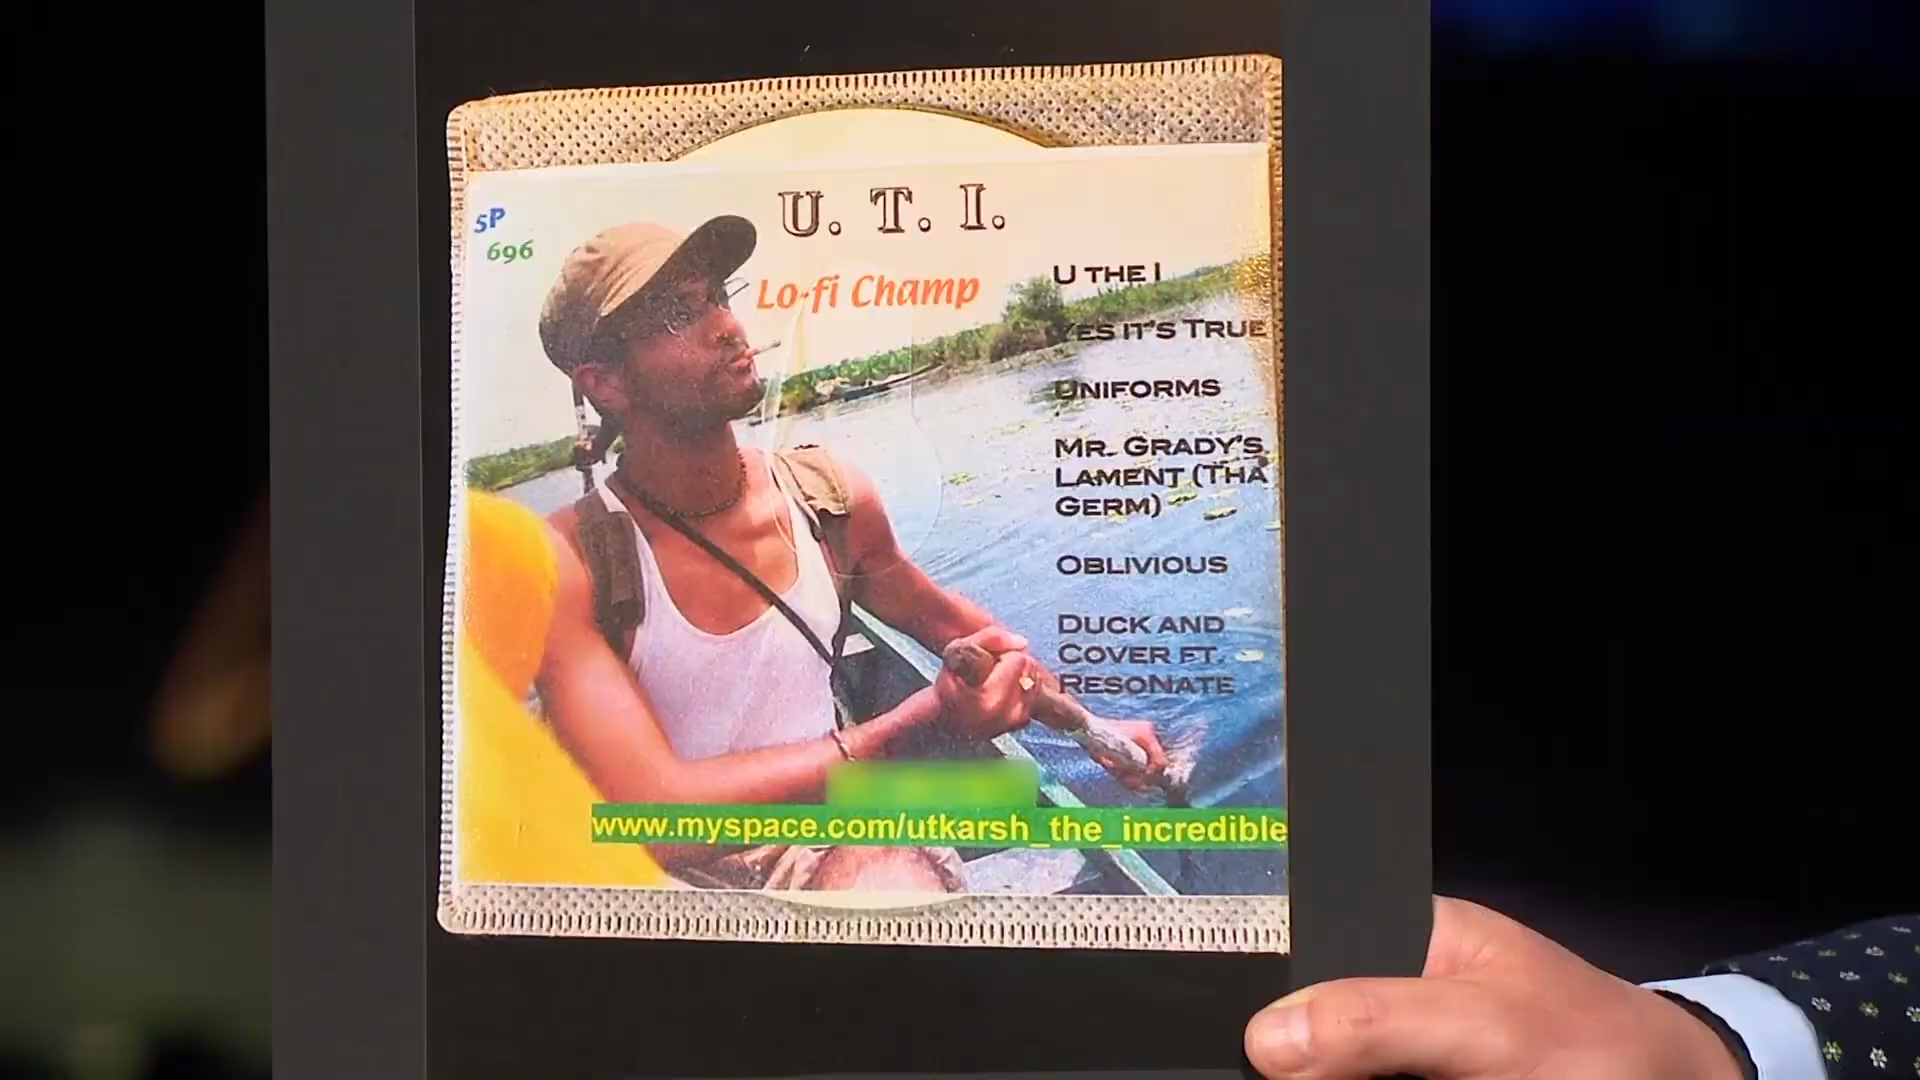 U. T. I.
5P
696
Lo-fi Champ
U THE I
YES IT'S TRUE
UNIFORMS
MR. GRADY'S
LAMENT (THA
GERM)
OBLIVIOUS
DUCK AND
COVER FT.
RESONATE
www.myspace.com/utkarsh_the_incredible